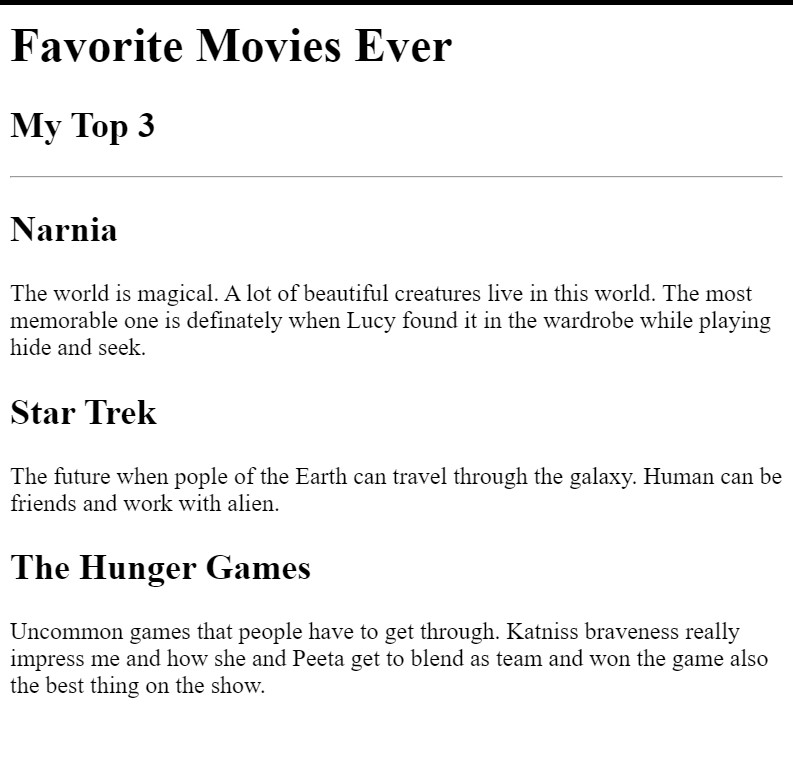 Favorite Movies Ever
My Top 3
Narnia
The world is magical. A lot of beautiful creatures live in this world. The most
memorable one is definately when Lucy found it in the wardrobe while playing
hide and seek.
Star Trek
The future when pople of the Earth can travel through the galaxy. Human can be
friends and work with alien.
The Hunger Games
Uncommon games that people have to get through. Katniss braveness really
impress me and how she and Peeta get to blend as team and won the game also
the best thing on the show.